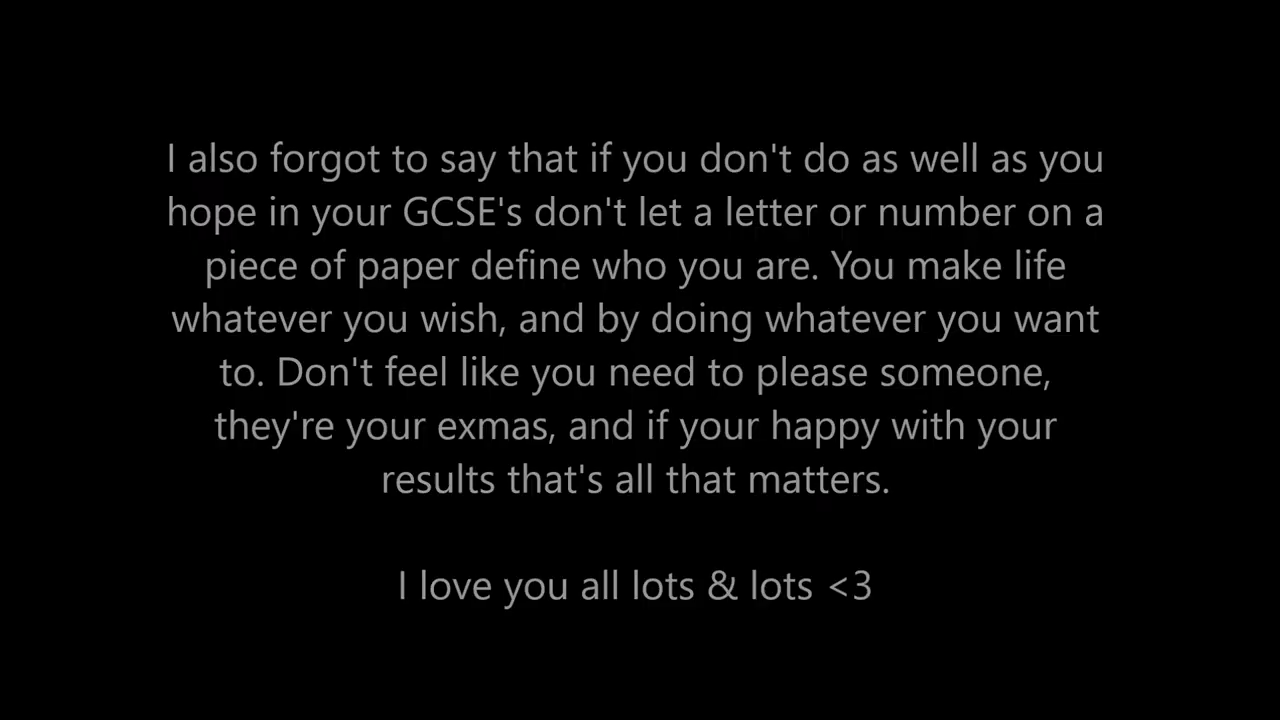 I also forgot to say that if you don't do as well as you
hope in your GCSE's don't let a letter or number on a
piece of paper define who you are. You make life
whatever you wish, and by doing whatever you want
to. Don't feel like you need to please someone,
they're your exmas, and if your happy with your
results that's all that matters.
I love you all lots & lots <3